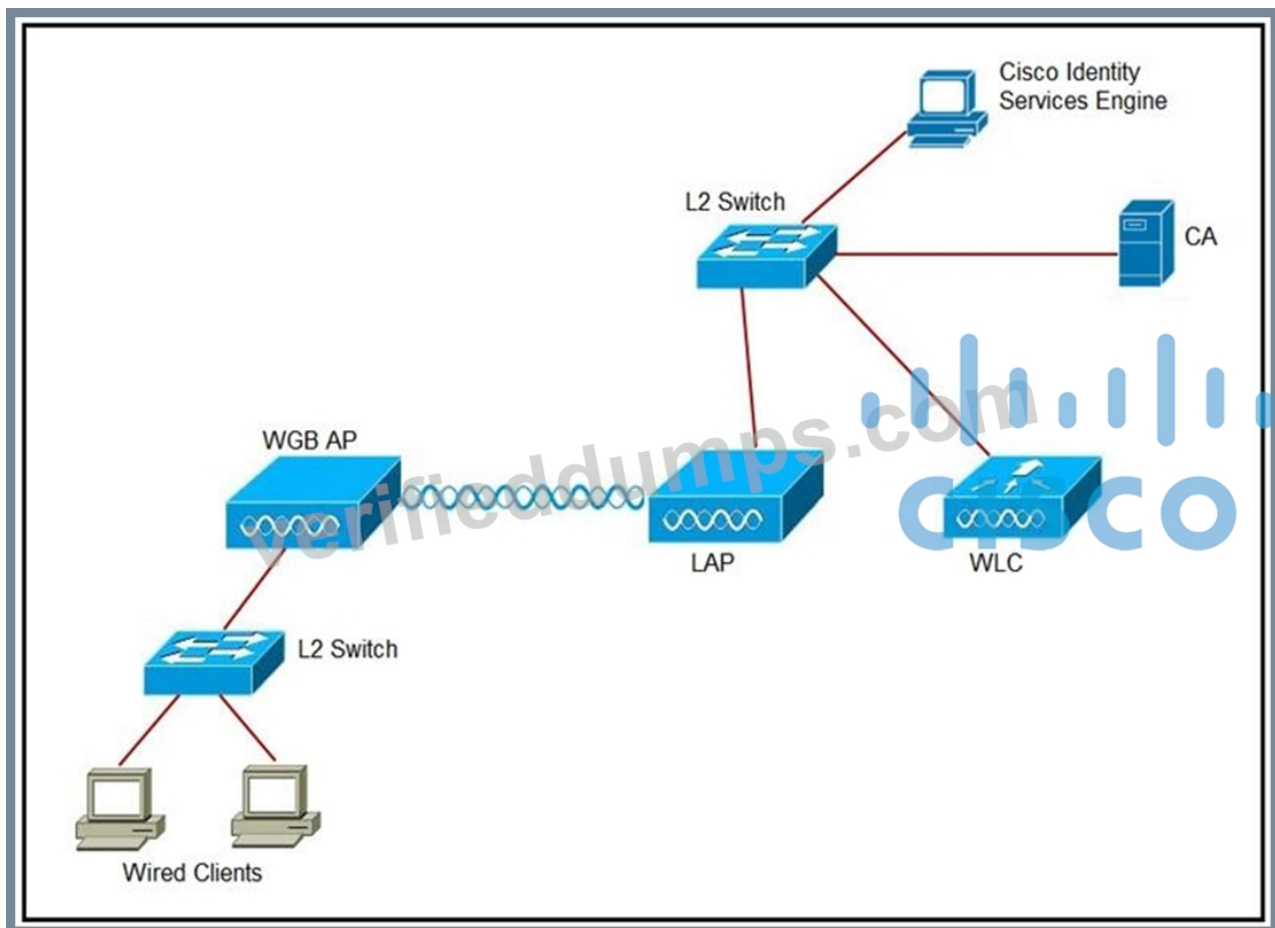 Cisco Identity
Services Engine
L2 Switch
CA
WGB AP
verifieddumps.com
CISCO
LAP
WLC
L2 Switch
Wired Clients